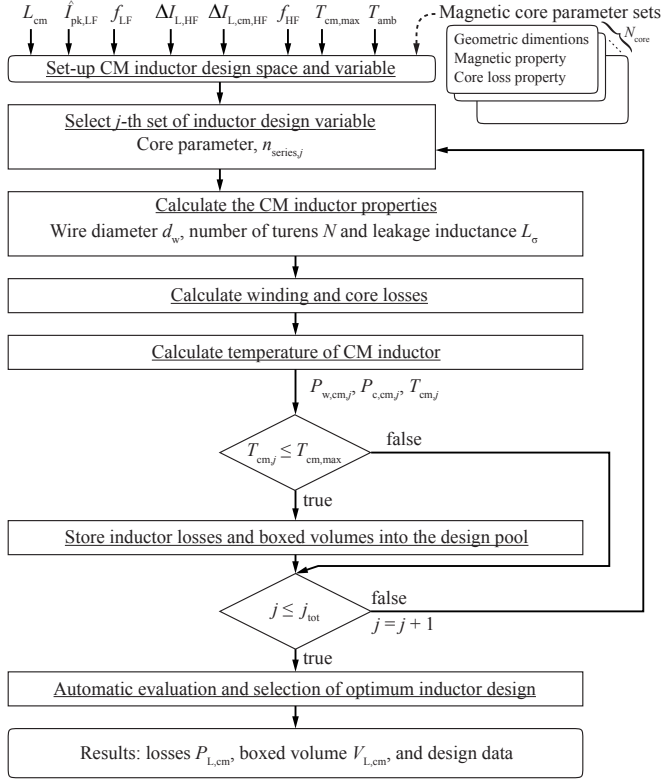 L_cm Î_pk,LF f_LF ΔI_L,HF ΔI_L,cm,HF f_HF T_cm,max T_amb Magnetic core parameter sets
N_core
Geometric dimentions
Magnetic property
Core loss property
Set-up CM inductor design space and variable
Select j-th set of inductor design variable
Core parameter, n_series,j
Calculate the CM inductor properties
Wire diameter d_w, number of turens N and leakage inductance L_σ
Calculate winding and core losses
Calculate temperature of CM inductor
P_w,cm,j, P_c,cm,j, T_cm,j
T_cm,j ≤ T_cm,max
false
true
Store inductor losses and boxed volumes into the design pool
j ≤ j_tot
false
j = j + 1
true
Automatic evaluation and selection of optimum inductor design
Results: losses P_L,cm, boxed volume V_L,cm, and design data